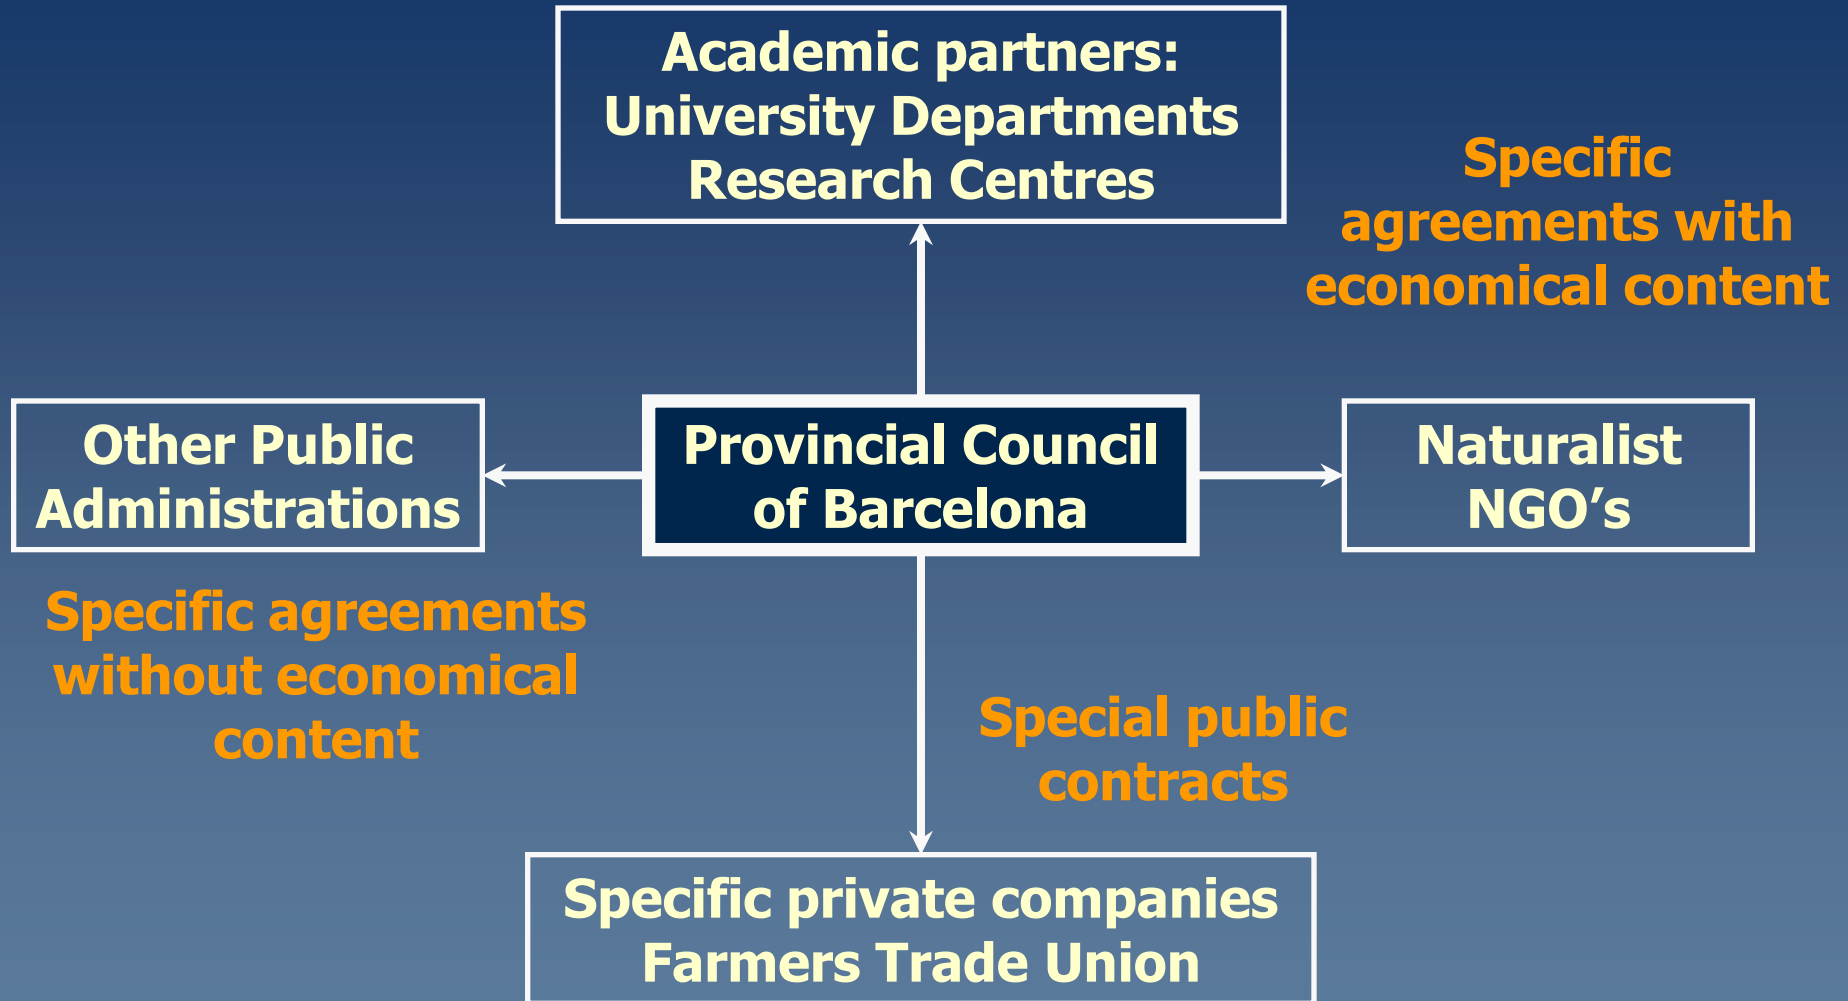 Academic partners:
University Departments
Research Centres
Specific
agreements with
economical content
Other Public
Administrations
Provincial Council
of Barcelona
Naturalist
NGO’s
Specific agreements
without economical
content
Special public
contracts
Specific private companies
Farmers Trade Union